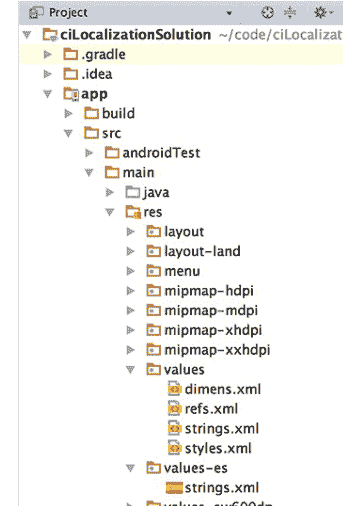 Project
ciLocalizationSolution ~/code/ciLocalizat
.gradle
.idea
app
build
src
androidTest
main
java
res
layout
layout-land
menu
mipmap-hdpi
mipmap-mdpi
mipmap-xhdpi
mipmap-xxhdpi
values
dimens.xml
refs.xml
strings.xml
styles.xml
values-es
strings.xml